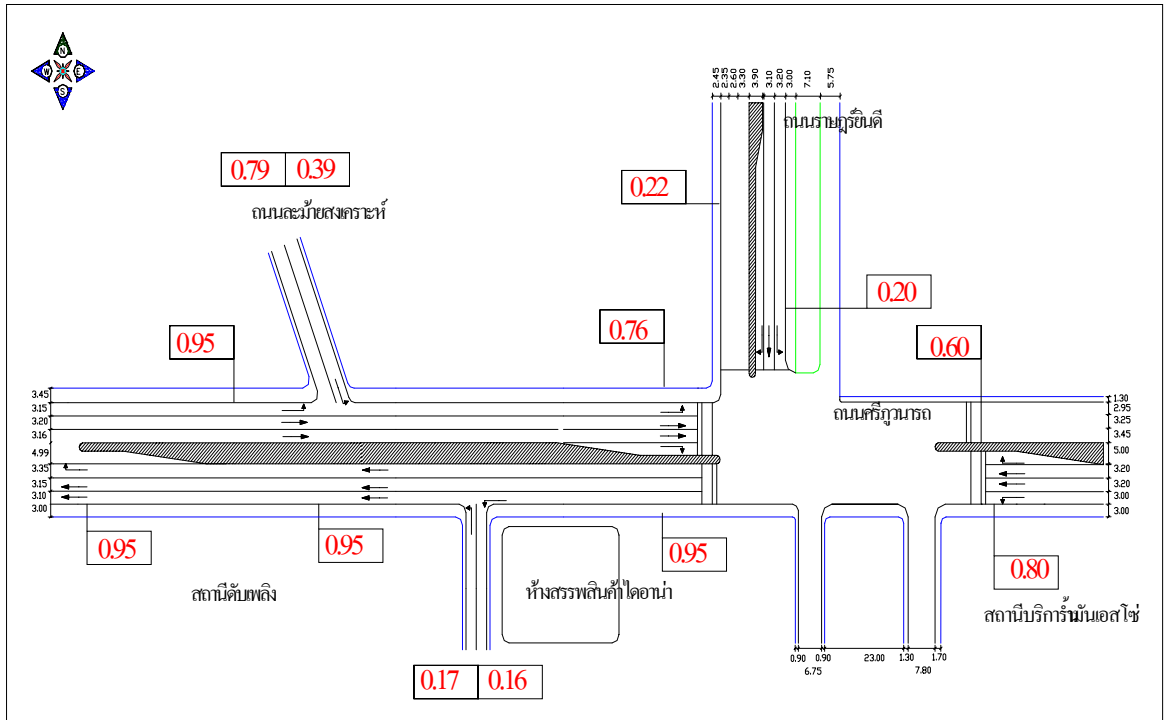 N
W E
S
2.45 2.35 2.60 3.30 3.90 3.10 3.20 3.00 7.10 5.75
ถนนราษฎร์ยินดี
0.79 0.39
0.22
ถนนละม้ายสงเคราะห์
0.20
0.95
0.76
0.60
ถนนศรีภูวนารถ
3.45
3.15
3.20
3.16
4.99
3.35
3.15
3.10
3.00
1.30
2.95
3.25
3.45
5.00
3.20
3.20
3.00
3.00
0.95
0.95
0.95
0.80
สถานีดับเพลิง
ห้างสรรพสินค้าไดอาน่า
สถานีบริการ้ำมันเอสโซ่
0.90 0.90 23.00 1.30 1.70
6.75 7.80
0.17 0.16